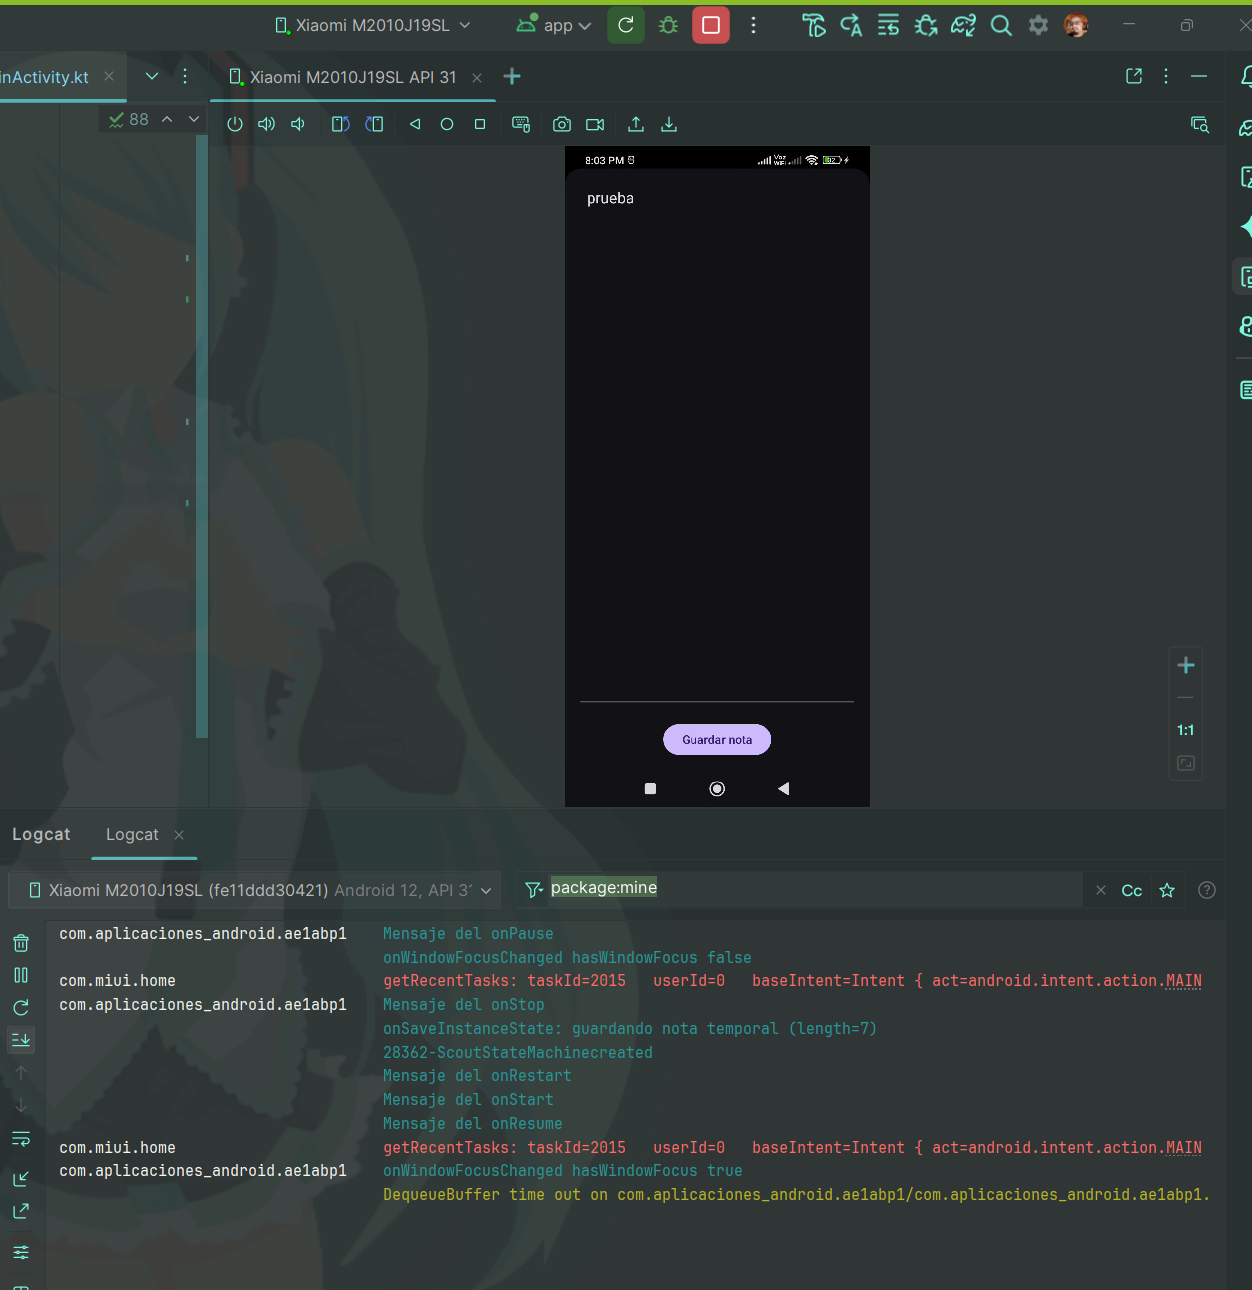 Xiaomi M2010J19SL
app
inActivity.kt
Xiaomi M2010J19SL API 31
88
8:03 PM
Voz
WiFi
92
prueba
Guardar nota
1:1
Logcat
Logcat
Xiaomi M2010J19SL (fe11ddd30421) Android 12, API 31
package:mine
Cc
com.aplicaciones_android.ae1abp1 Mensaje del onPause
onWindowFocusChanged hasWindowFocus false
com.miui.home getRecentTasks: taskId=2015 userId=0 baseIntent=Intent { act=android.intent.action.MAIN
com.aplicaciones_android.ae1abp1 Mensaje del onStop
onSaveInstanceState: guardando nota temporal (length=7)
28362-ScoutStateMachinecreated
Mensaje del onRestart
Mensaje del onStart
Mensaje del onResume
com.miui.home getRecentTasks: taskId=2015 userId=0 baseIntent=Intent { act=android.intent.action.MAIN
com.aplicaciones_android.ae1abp1 onWindowFocusChanged hasWindowFocus true
DequeueBuffer time out on com.aplicaciones_android.ae1abp1/com.aplicaciones_android.ae1abp1.